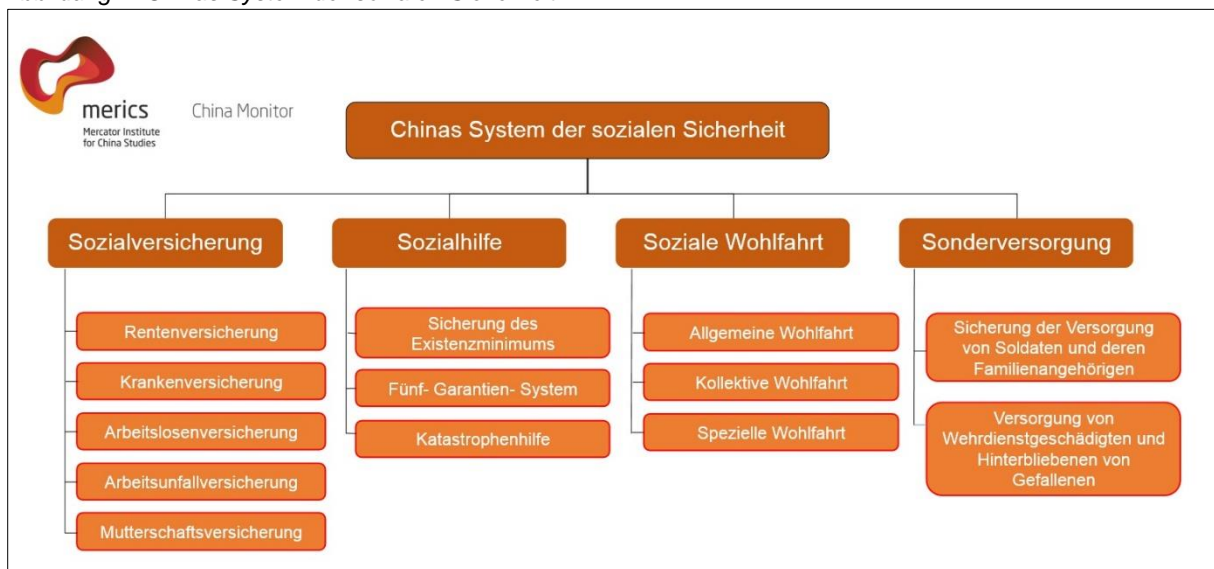 merics
Mercator Institute
for China Studies
China Monitor
Chinas System der sozialen Sicherheit
Sozialversicherung
Rentenversicherung
Krankenversicherung
Arbeitslosenversicherung
Arbeitsunfallversicherung
Mutterschaftsversicherung
Sozialhilfe
Sicherung des
Existenzminimums
Fünf- Garantien- System
Katastrophenhilfe
Soziale Wohlfahrt
Allgemeine Wohlfahrt
Kollektive Wohlfahrt
Spezielle Wohlfahrt
Sonderversorgung
Sicherung der Versorgung
von Soldaten und deren
Familienangehörigen
Versorgung von
Wehrdienstgeschädigten und
Hinterbliebenen von
Gefallenen